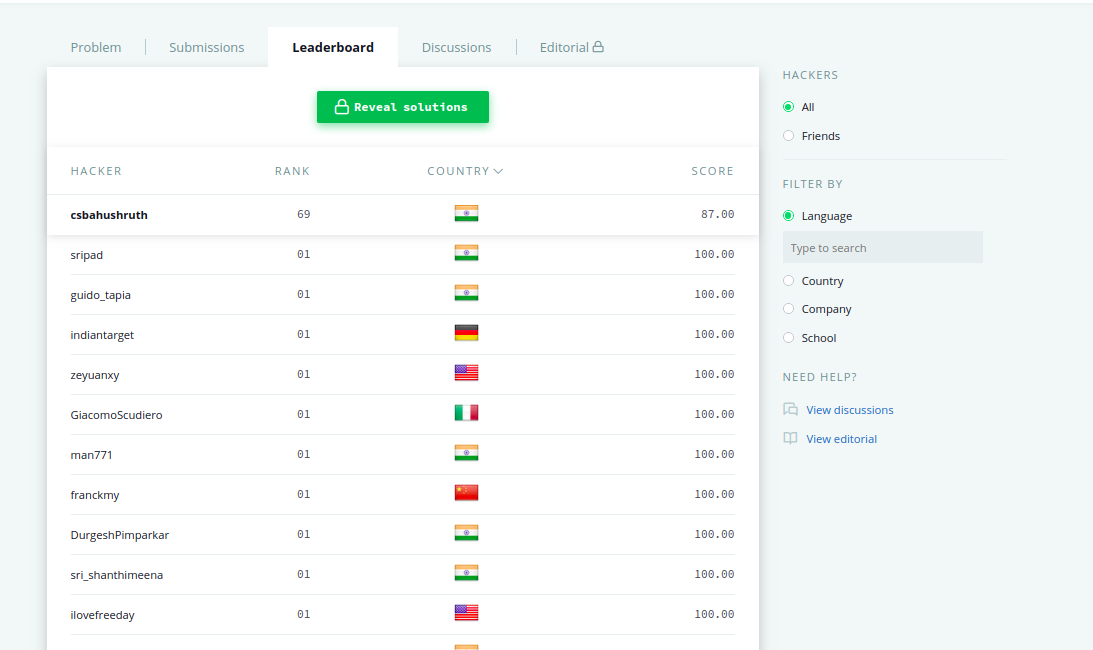 Problem Submissions Leaderboard Discussions Editorial
Reveal solutions
HACKER RANK COUNTRY SCORE
csbahushruth 69 87.00
sripad 01 100.00
guido_tapia 01 100.00
indiantarget 01 100.00
zeyuanxy 01 100.00
GiacomoScudiero 01 100.00
man771 01 100.00
franckmy 01 100.00
DurgeshPimparkar 01 100.00
sri_shanthimeena 01 100.00
ilovefreeday 01 100.00
HACKERS
All
Friends
FILTER BY
Language
Type to search
Country
Company
School
NEED HELP?
View discussions
View editorial